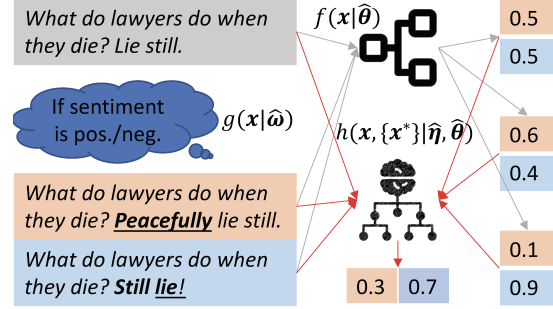 What do lawyers do when
they die? Lie still.
f(x|θ̂)
0.5
0.5
If sentiment
is pos./neg.
g(x|ω̂)
h(x, {x*}|η̂, θ̂)
0.6
0.4
What do lawyers do when
they die? Peacefully lie still.
What do lawyers do when
they die? Still lie!
0.3 0.7
0.1
0.9